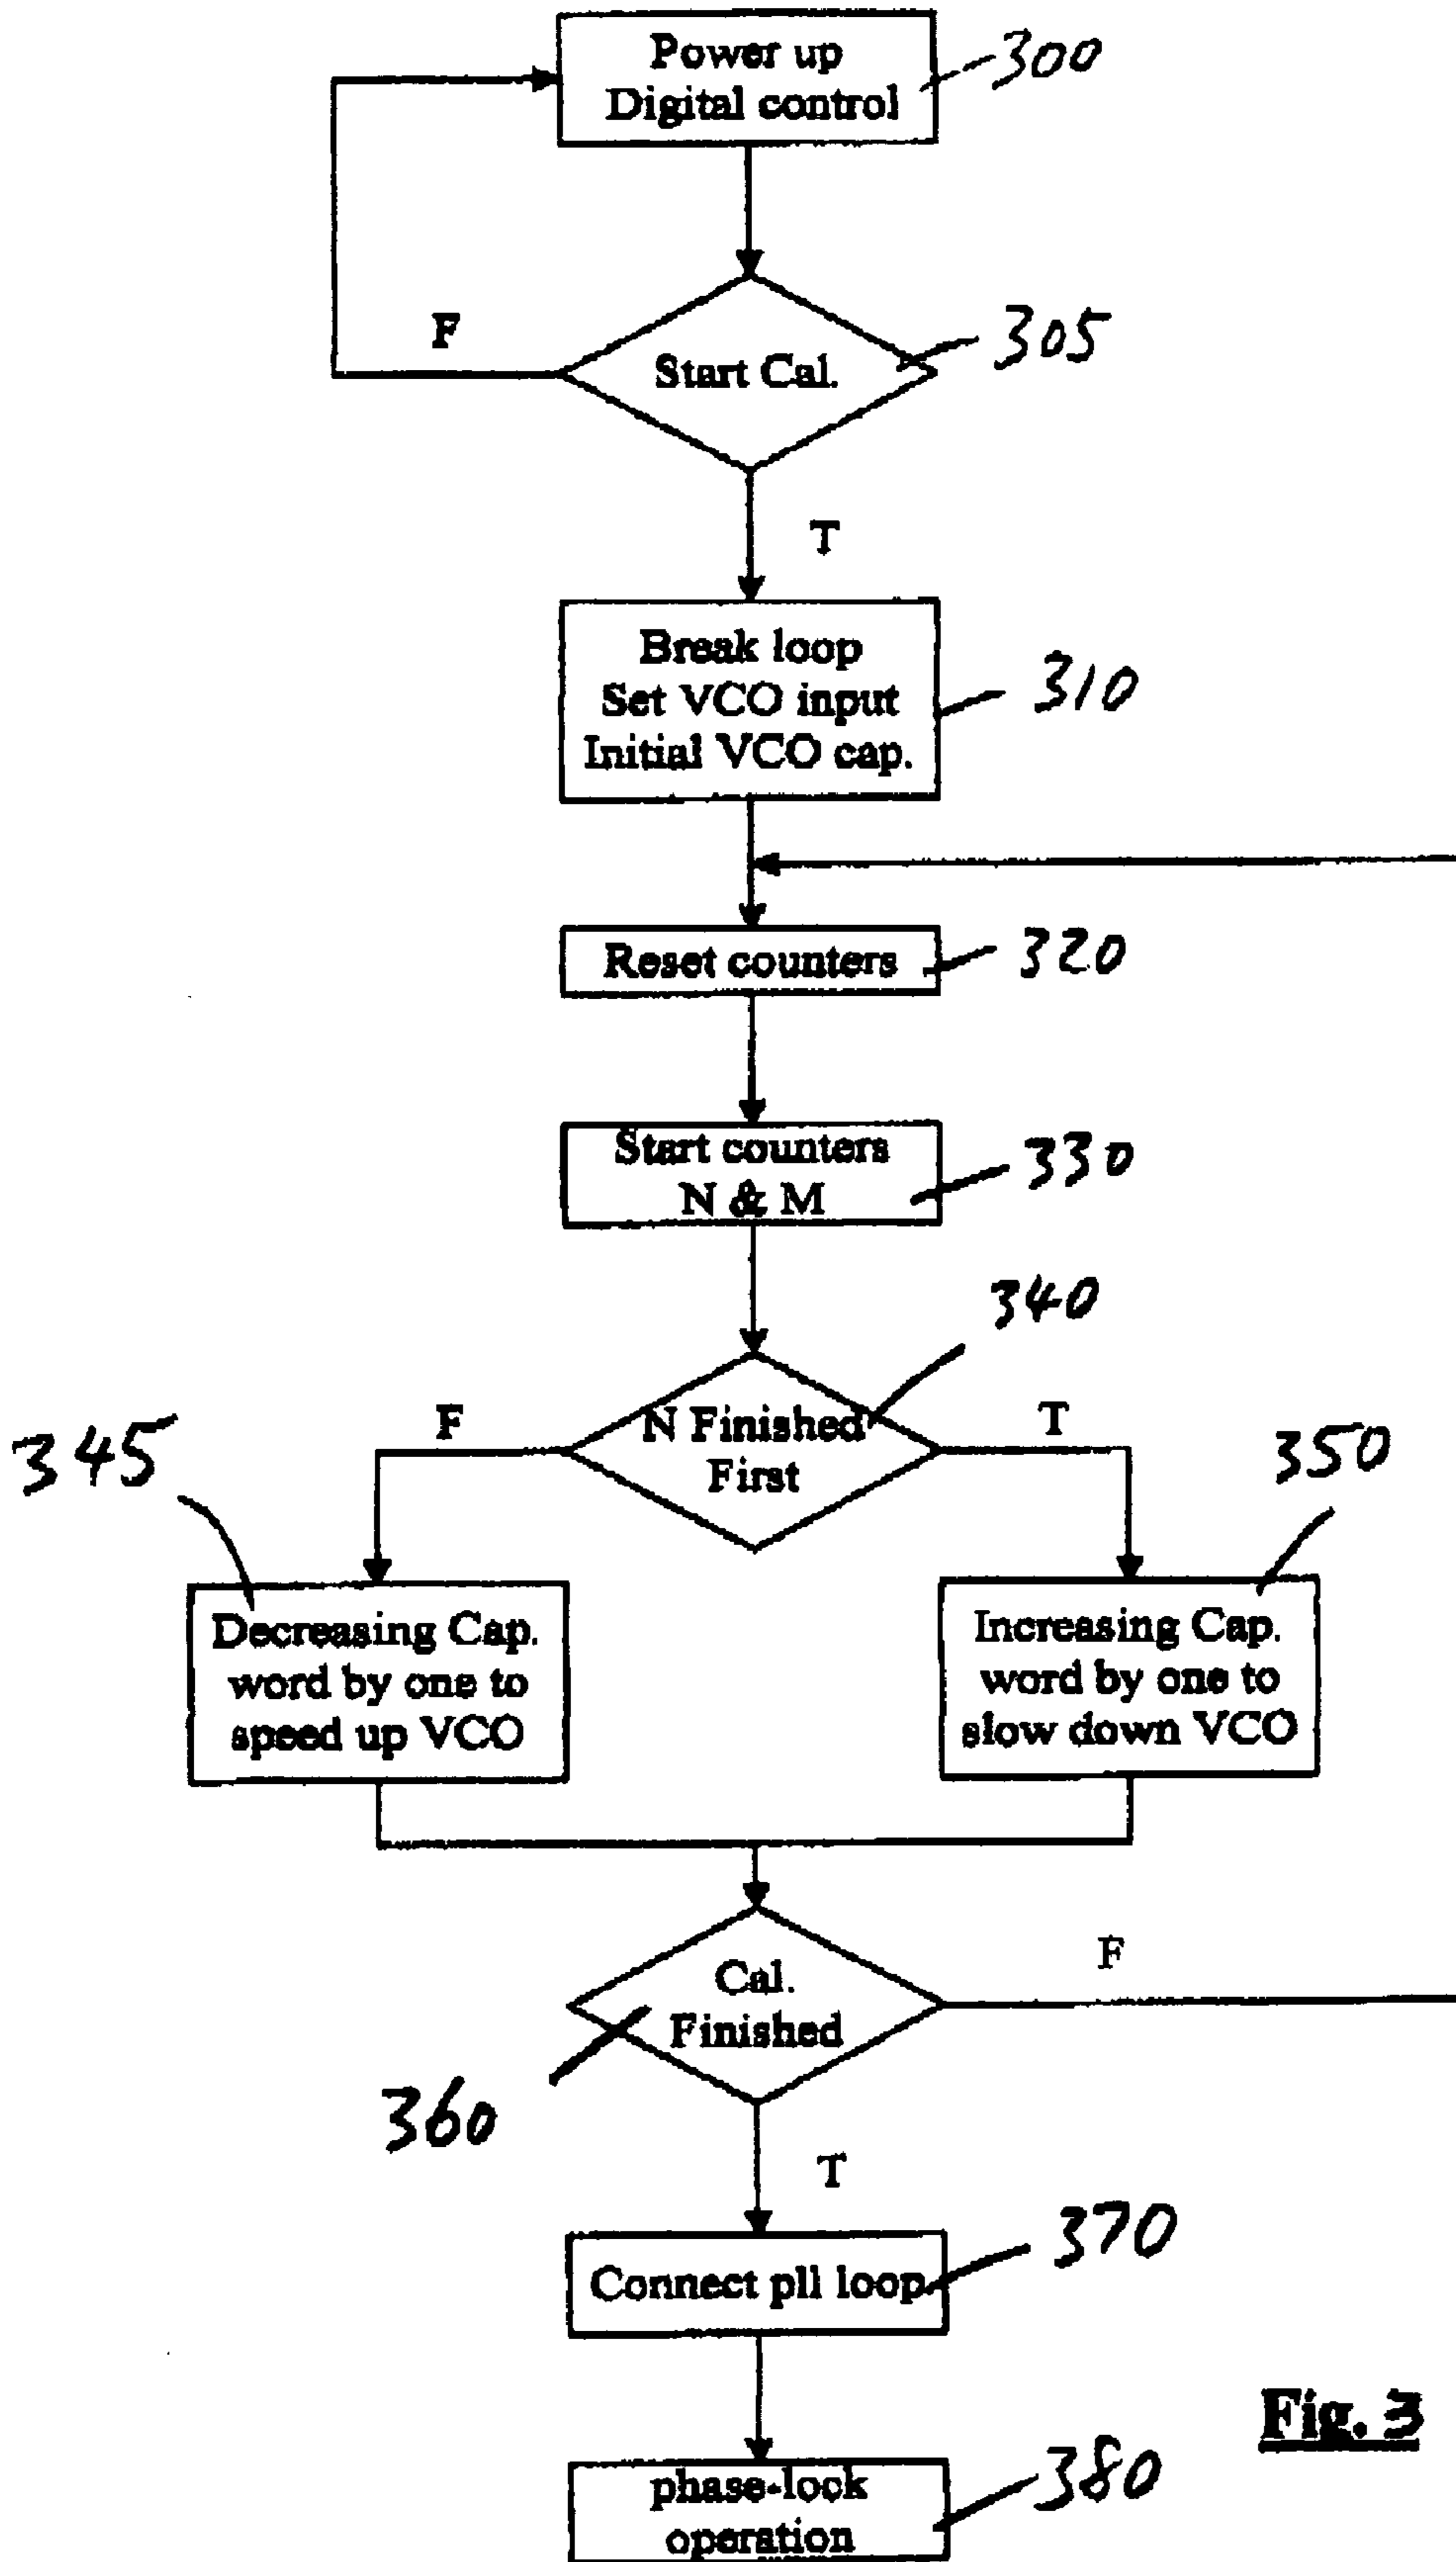 Power up
Digital control
300
Start Cal.
305
F
T
Break loop
Set VCO input
Initial VCO cap.
310
Reset counters
320
Start counters
N & M
330
340
N Finished
First
F
T
345
350
Decreasing Cap.
word by one to
speed up VCO
Increasing Cap.
word by one to
slow down VCO
Cal.
Finished
F
360
T
Connect pll loop
370
phase-lock
operation
380
Fig. 3